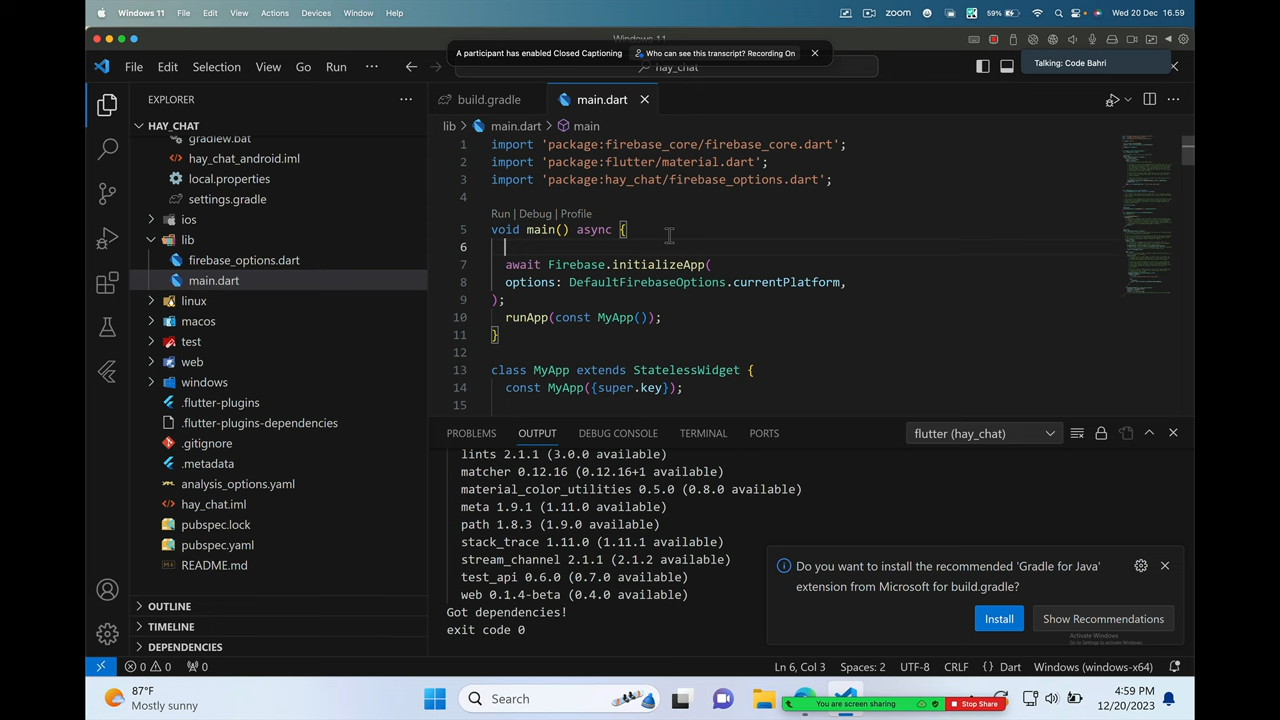 Windows 11 File Edit View Actions Devices Window Help
zoom 59% Wed 20 Dec 16.59
Windows 11
A participant has enabled Closed Captioning Who can see this transcript? Recording On
Talking: Code Bahri
File Edit Selection View Go Run ...
hay_chat
EXPLORER
HAY_CHAT
gradlew.bat
hay_chat_android.iml
local.properties
settings.gradle
ios
lib
firebase_options.dart
main.dart
linux
macos
test
web
windows
.flutter-plugins
.flutter-plugins-dependencies
.gitignore
.metadata
analysis_options.yaml
hay_chat.iml
pubspec.lock
pubspec.yaml
README.md
OUTLINE
TIMELINE
DEPENDENCIES
build.gradle main.dart
lib > main.dart > main
1 import 'package:firebase_core/firebase_core.dart';
2 import 'package:flutter/material.dart';
3 import 'package:hay_chat/firebase_options.dart';
4
Run | Debug | Profile
5 void main() async {
6
7 await Firebase.initializeApp(
8 options: DefaultFirebaseOptions.currentPlatform,
9 );
10 runApp(const MyApp());
11 }
12
13 class MyApp extends StatelessWidget {
14 const MyApp({super.key});
15
PROBLEMS OUTPUT DEBUG CONSOLE TERMINAL PORTS flutter (hay_chat)
lints 2.1.1 (3.0.0 available)
matcher 0.12.16 (0.12.16+1 available)
material_color_utilities 0.5.0 (0.8.0 available)
meta 1.9.1 (1.11.0 available)
path 1.8.3 (1.9.0 available)
stack_trace 1.11.0 (1.11.1 available)
stream_channel 2.1.1 (2.1.2 available)
test_api 0.6.0 (0.7.0 available)
web 0.1.4-beta (0.4.0 available)
Got dependencies!
exit code 0
Do you want to install the recommended 'Gradle for Java'
extension from Microsoft for build.gradle?
Install Show Recommendations
Activate Windows
Go to Settings to activate Windows.
0 0 0 Ln 6, Col 3 Spaces: 2 UTF-8 CRLF {} Dart Windows (windows-x64)
87°F
Mostly sunny
Search
You are screen sharing Stop Share
4:59 PM
12/20/2023